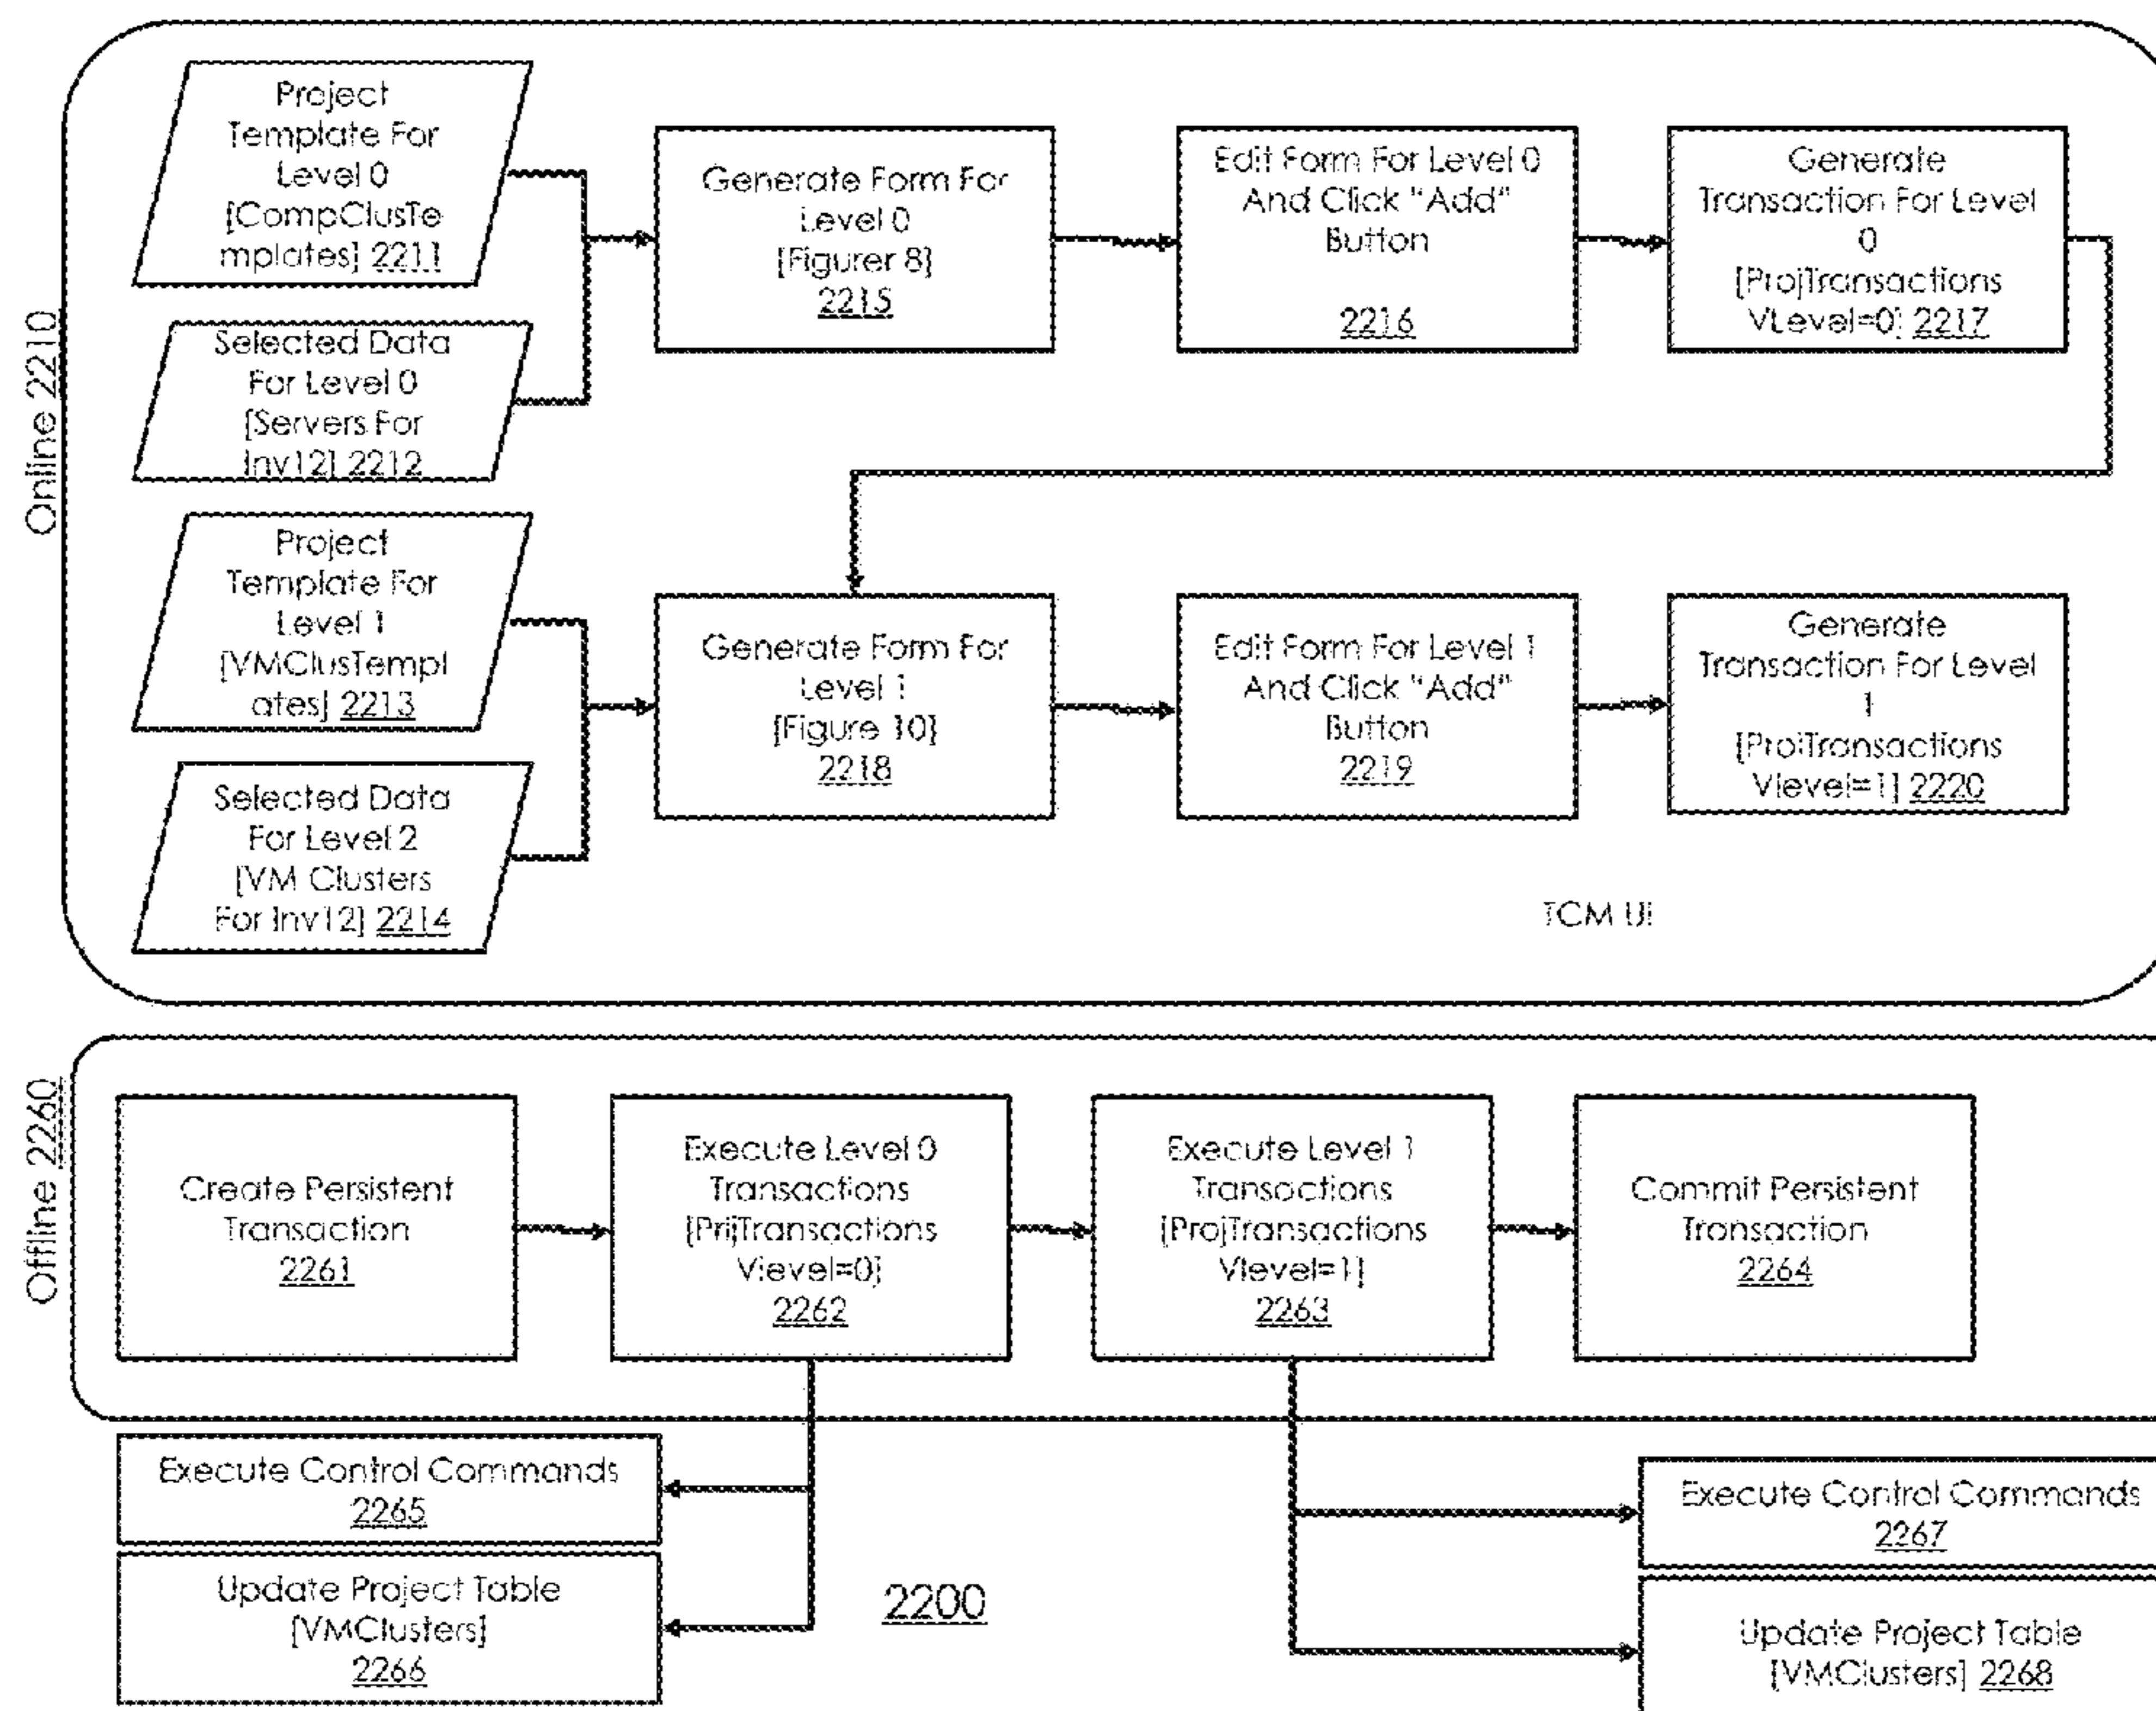 Online 2210
Project
Template For
Level 0
[CompClusTe
mplates] 2211
Selected Data
For Level 0
[Servers For
Inv12] 2212
Generate Form For
Level 0
[Figurer 8]
2215
Edit Form For Level 0
And Click "Add"
Button
2216
Generate
Transaction For Level
0
[ProjTransactions
VLevel=0] 2217
Project
Template For
Level 1
[VMClusTempl
ates] 2213
Selected Data
For Level 2
[VM Clusters
For Inv12] 2214
Generate Form For
Level 1
[Figure 10]
2218
Edit Form For Level 1
And Click "Add"
Button
2219
Generate
Transaction For Level
1
[ProjTransactions
Vlevel=1] 2220
TCM UI
Offline 2260
Create Persistent
Transaction
2261
Execute Level 0
Transactions
[PrijTransactions
Vlevel=0]
2262
Execute Level 1
Transactions
[ProjTransactions
Vlevel=1]
2263
Commit Persistent
Transaction
2264
Execute Control Commands
2265
Update Project Table
[VMClusters]
2266
2200
Execute Control Commands
2267
Update Project Table
[VMClusters] 2268